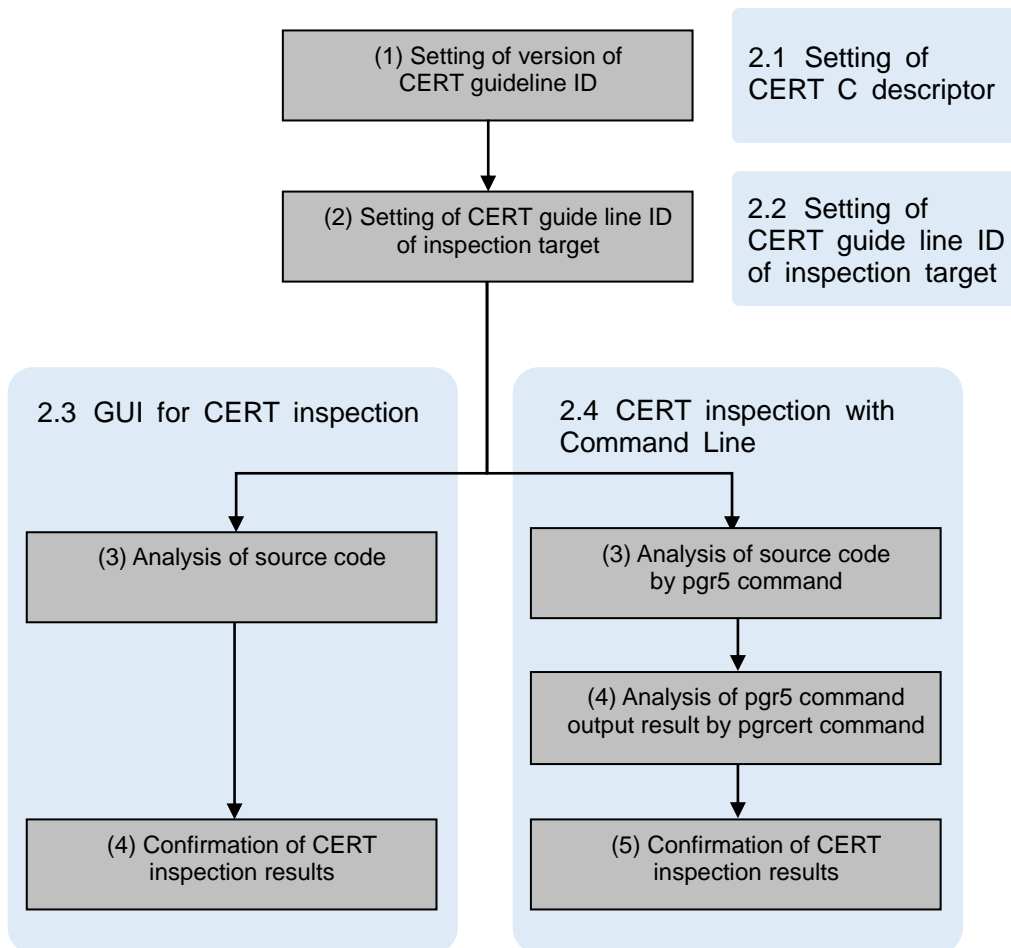 (1) Setting of version of
CERT guideline ID
2.1 Setting of
CERT C descriptor
(2) Setting of CERT guide line ID
of inspection target
2.2 Setting of
CERT guide line ID
of inspection target
2.3 GUI for CERT inspection
(3) Analysis of source code
(4) Confirmation of CERT
inspection results
2.4 CERT inspection with
Command Line
(3) Analysis of source code
by pgr5 command
(4) Analysis of pgr5 command
output result by pgrcert command
(5) Confirmation of CERT
inspection results